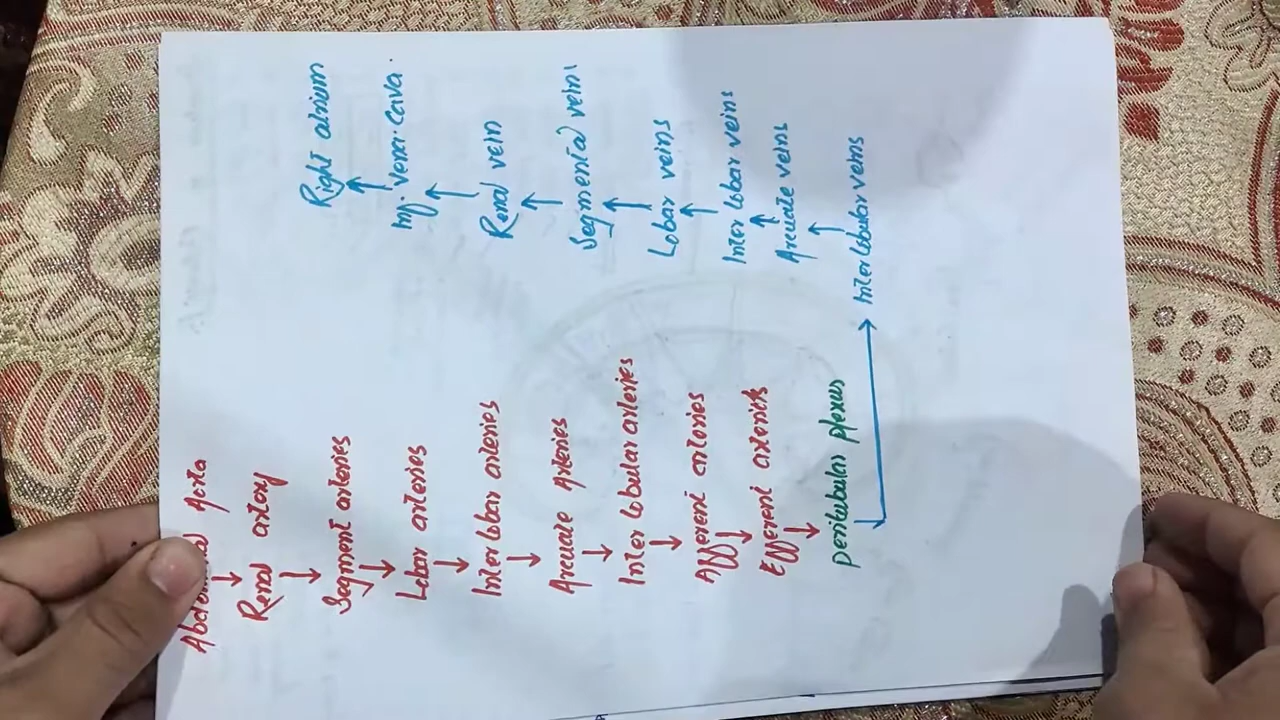 Abdominal Aorta
↓
Renal artery
↓
Segment arteries
↓
Lobar arteries
↓
Inter lobar arteries
↓
Arcuate Arteries
↓
Inter lobular arteries
↓
Afferent arteries
↓
Efferent arteries
↓
Peritubular plexus
Right atrium
↑
Inf. Vena. Cava.
↑
Renal vein
↑
Segmental veins
↑
Lobar veins
↑
Inter lobar veins
↑
Arcuate veins
↑
Inter lobular veins